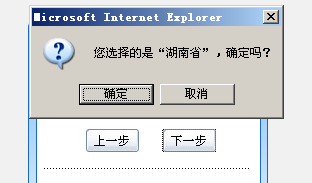 Microsoft Internet Explorer
您选择的是“湖南省”，确定吗？
确定 取消
上一步 下一步